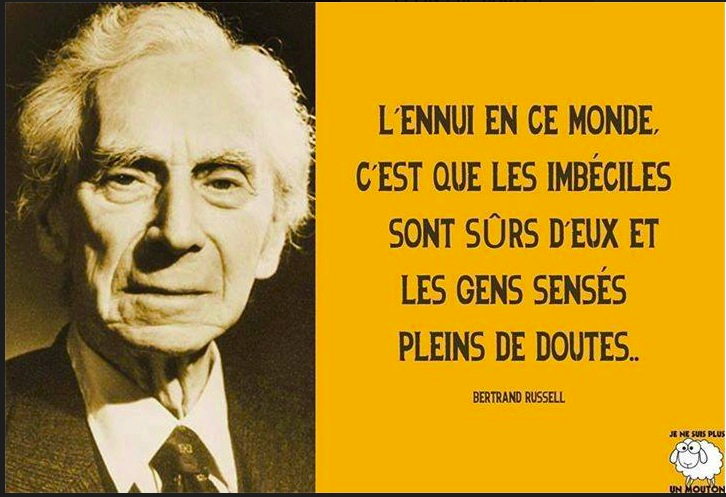 L'ENNUI EN CE MONDE,
C'EST QUE LES IMBÉCILES
SONT SÛRS D'EUX ET
LES GENS SENSÉS
PLEINS DE DOUTES..
BERTRAND RUSSELL
JE NE SUIS PLUS
UN MOUTON